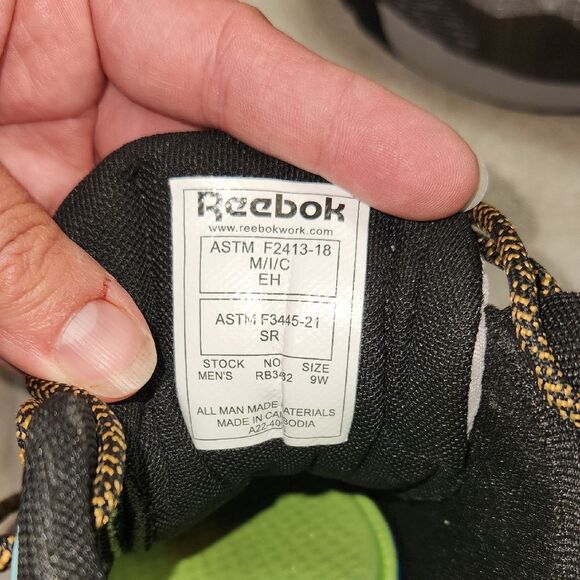 Reebok
www.reebokwork.com
ASTM F2413-18
M/I/C
EH
ASTM F3445-21
SR
STOCK NO SIZE
MEN'S 9W
ALL MAN MADE
MADE IN